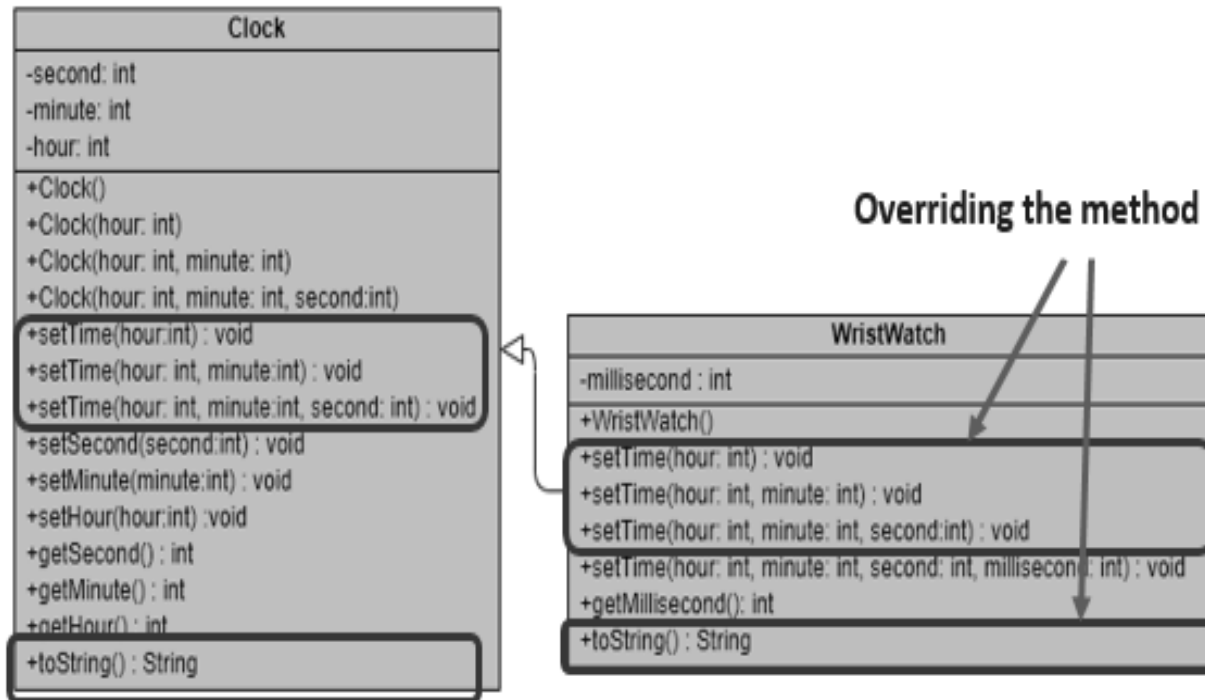 Clock
-second: int
-minute: int
-hour: int
+Clock()
+Clock(hour: int)
+Clock(hour: int, minute: int)
+Clock(hour: int, minute: int, second:int)
+setTime(hour:int) : void
+setTime(hour: int, minute:int) : void
+setTime(hour: int, minute:int, second: int) : void
+setSecond(second:int) : void
+setMinute(minute:int) : void
+setHour(hour:int) :void
+getSecond() : int
+getMinute() : int
+getHour() : int
+toString() : String
Overriding the method
WristWatch
-millisecond : int
+WristWatch()
+setTime(hour: int) : void
+setTime(hour: int, minute: int) : void
+setTime(hour: int, minute: int, second:int) : void
+setTime(hour: int, minute: int, second: int, millisecond: int) : void
+getMillisecond(): int
+toString() : String